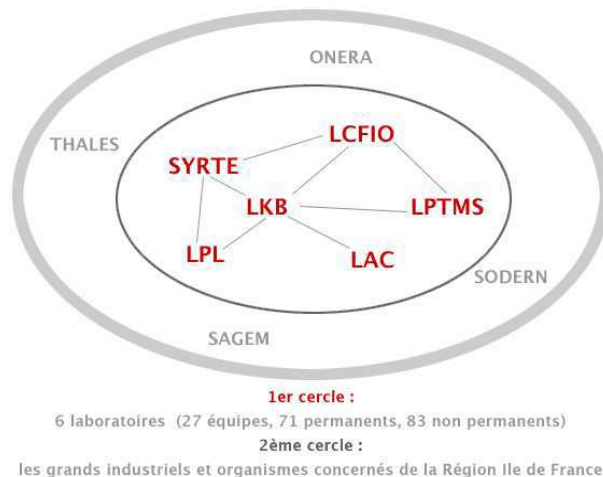 ONERA
THALES
LCFIO
SYRTE
LKB
LPTMS
LPL
LAC
SODERN
SAGEM
1er cercle :
6 laboratoires (27 équipes, 71 permanents, 83 non permanents)
2ème cercle :
les grands industriels et organismes concernés de la Région Ile de France